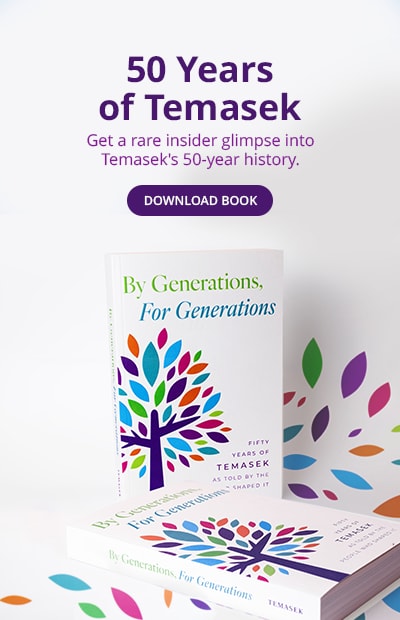 50 Years
of Temasek
Get a rare insider glimpse into
Temasek's 50-year history.
DOWNLOAD BOOK
By Generations,
For Generations
FIFTY
YEARS OF
TEMASEK
AS TOLD BY THE
SHAPED IT
By Generations,
For Generations
FIFTY
YEARS OF
TEMASEK
AS TOLD BY THE
PEOPLE WHO SHAPED IT
By Generations, For Generations TEMASEK